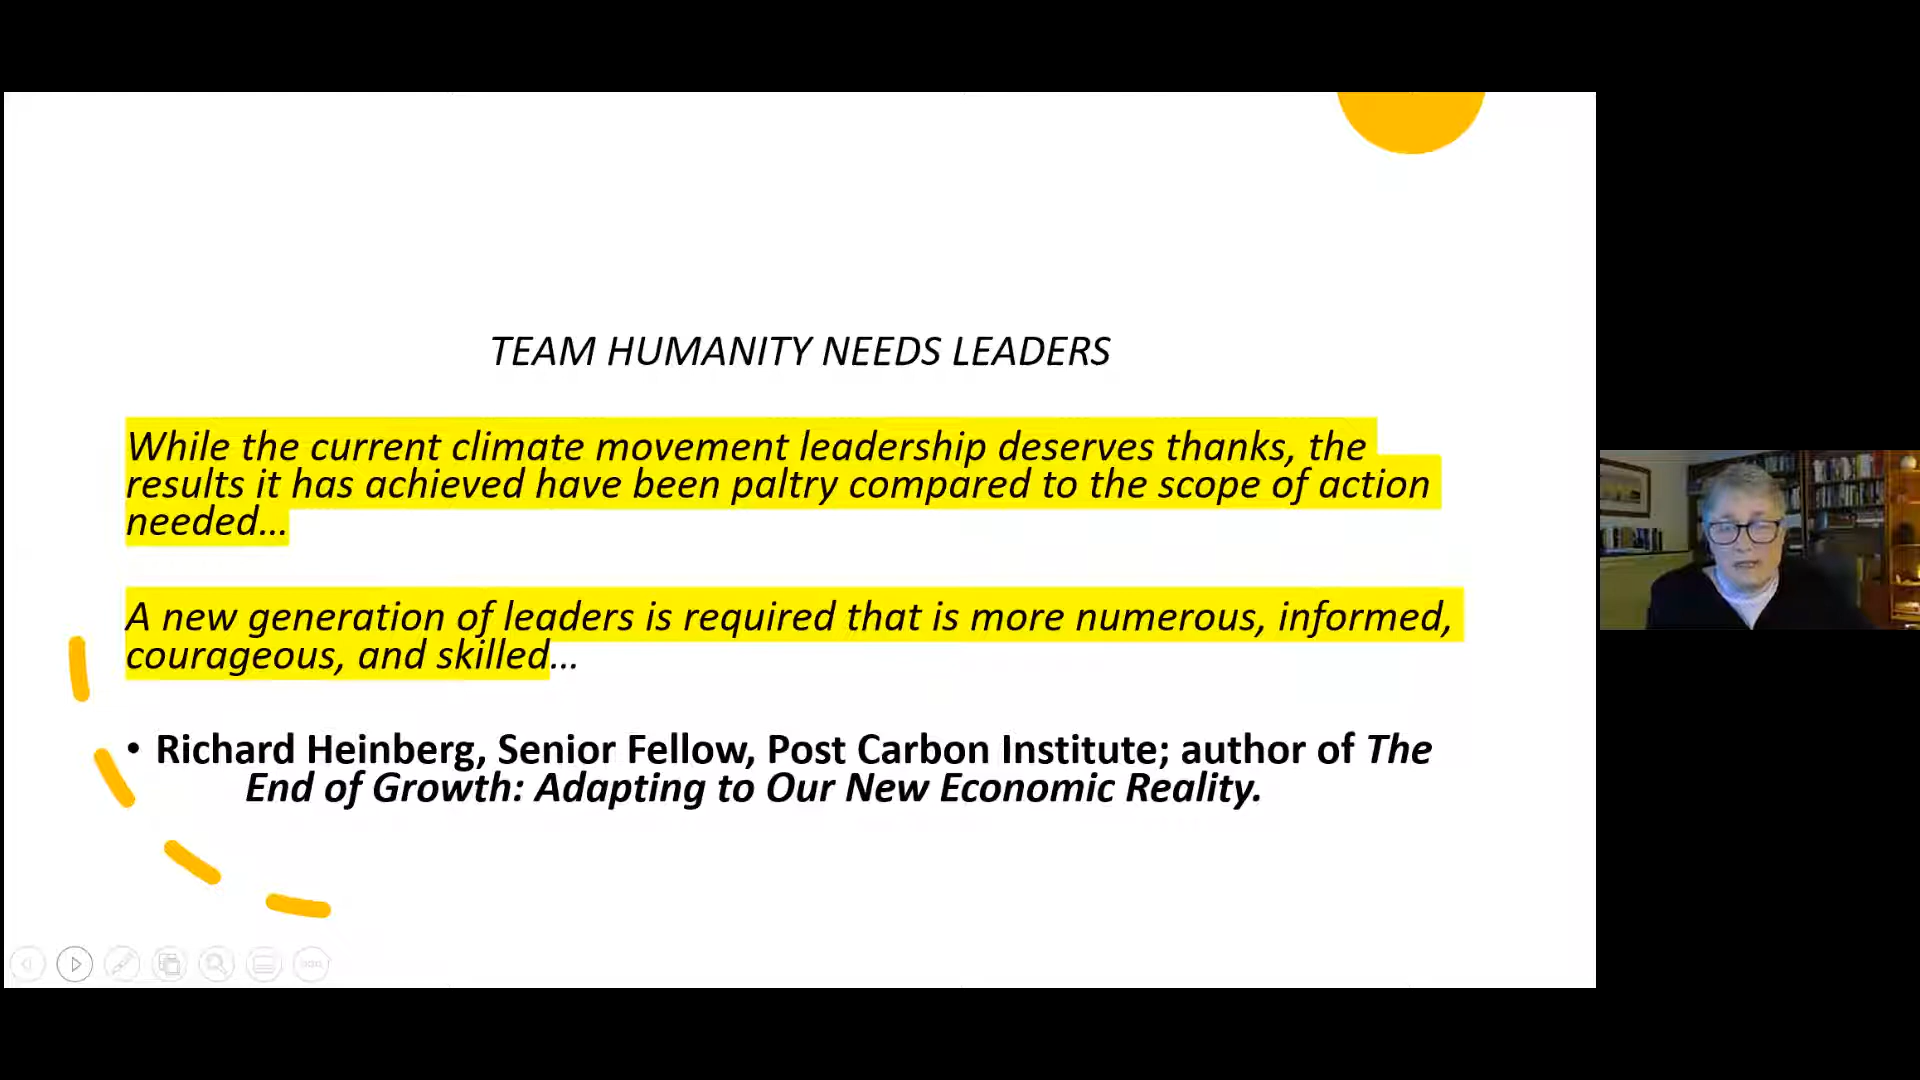 TEAM HUMANITY NEEDS LEADERS
While the current climate movement leadership deserves thanks, the
results it has achieved have been paltry compared to the scope of action
needed…
A new generation of leaders is required that is more numerous, informed,
courageous, and skilled…
• Richard Heinberg, Senior Fellow, Post Carbon Institute; author of The
End of Growth: Adapting to Our New Economic Reality.